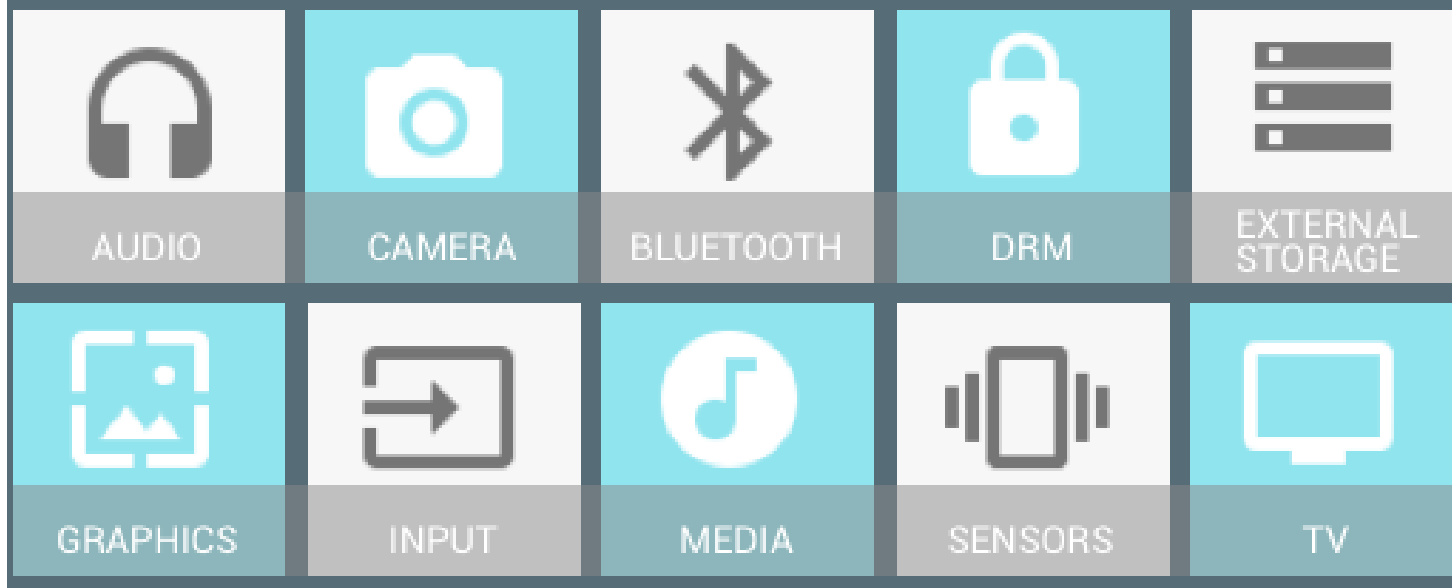 AUDIO
CAMERA
BLUETOOTH
DRM
EXTERNAL
STORAGE
GRAPHICS
INPUT
MEDIA
SENSORS
TV